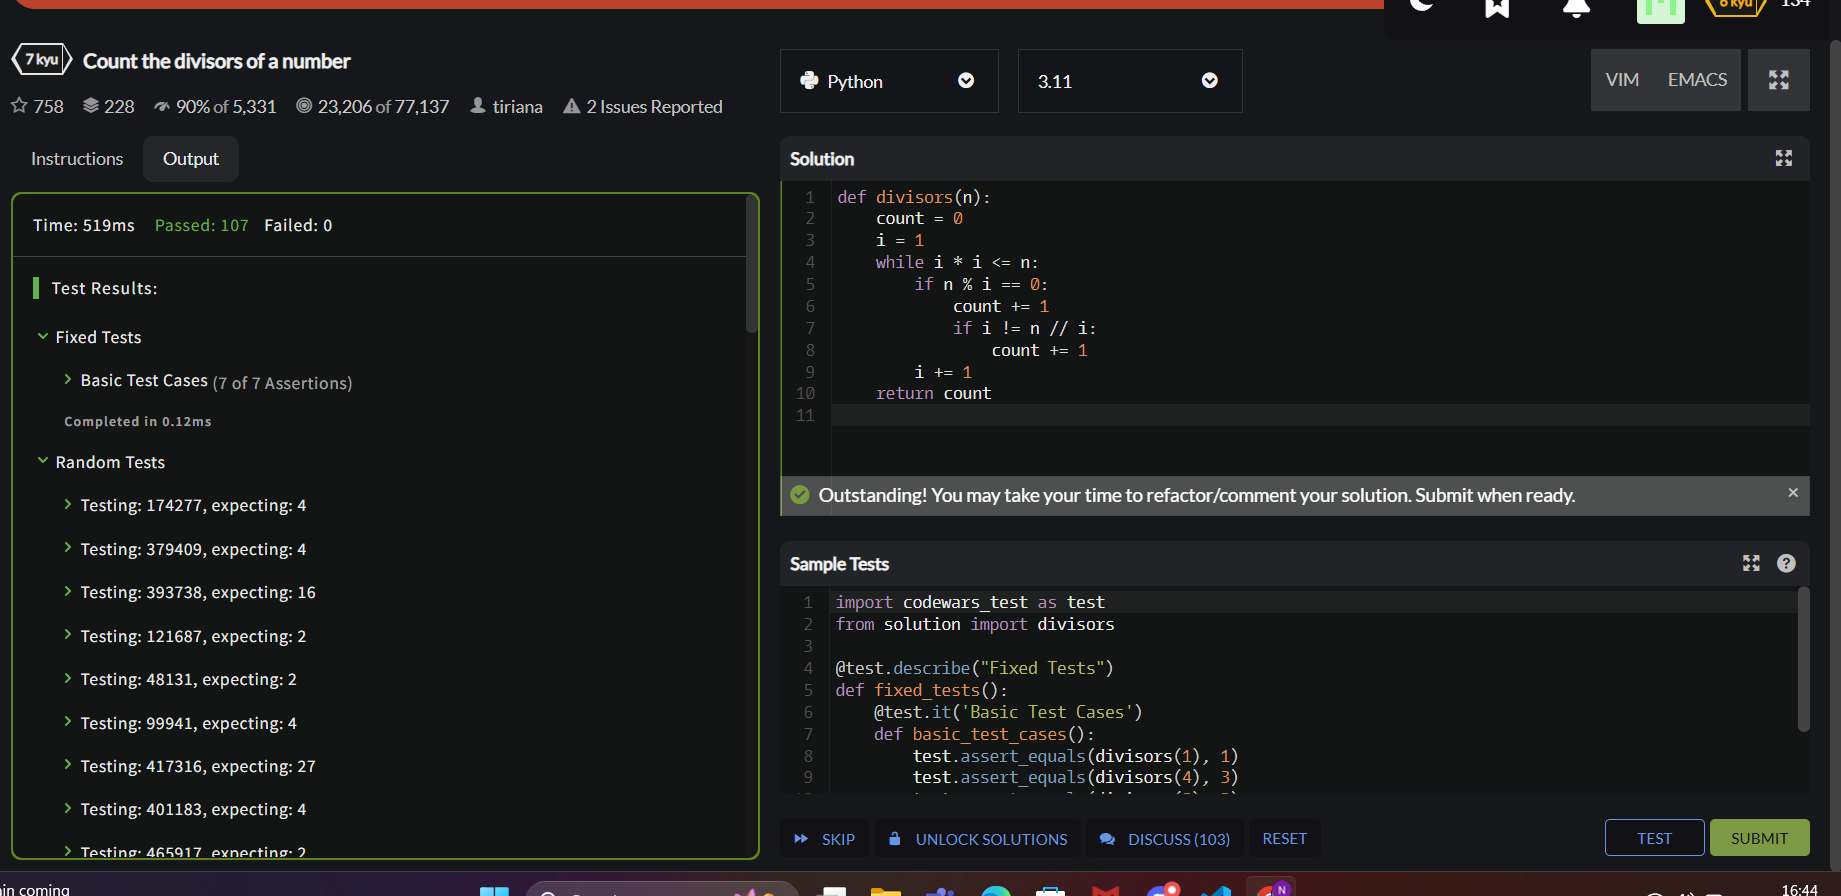 6 kyu
134
7 kyu
Count the divisors of a number
758 228 90% of 5,331 23,206 of 77,137 tiriana 2 Issues Reported
Instructions
Output
Time: 519ms Passed: 107 Failed: 0
Test Results:
Fixed Tests
Basic Test Cases (7 of 7 Assertions)
Completed in 0.12ms
Random Tests
Testing: 174277, expecting: 4
Testing: 379409, expecting: 4
Testing: 393738, expecting: 16
Testing: 121687, expecting: 2
Testing: 48131, expecting: 2
Testing: 99941, expecting: 4
Testing: 417316, expecting: 27
Testing: 401183, expecting: 4
Testing: 465917, expecting: 2
Python
3.11
VIM EMACS
Solution
1 def divisors(n):
2     count = 0
3     i = 1
4     while i * i <= n:
5         if n % i == 0:
6             count += 1
7             if i != n // i:
8                 count += 1
9         i += 1
10     return count
11
Outstanding! You may take your time to refactor/comment your solution. Submit when ready. ×
Sample Tests
1 import codewars_test as test
2 from solution import divisors
3
4 @test.describe("Fixed Tests")
5 def fixed_tests():
6     @test.it('Basic Test Cases')
7     def basic_test_cases():
8         test.assert_equals(divisors(1), 1)
9         test.assert_equals(divisors(4), 3)
SKIP
UNLOCK SOLUTIONS
DISCUSS (103)
RESET
TEST
SUBMIT
in coming
N
16:44